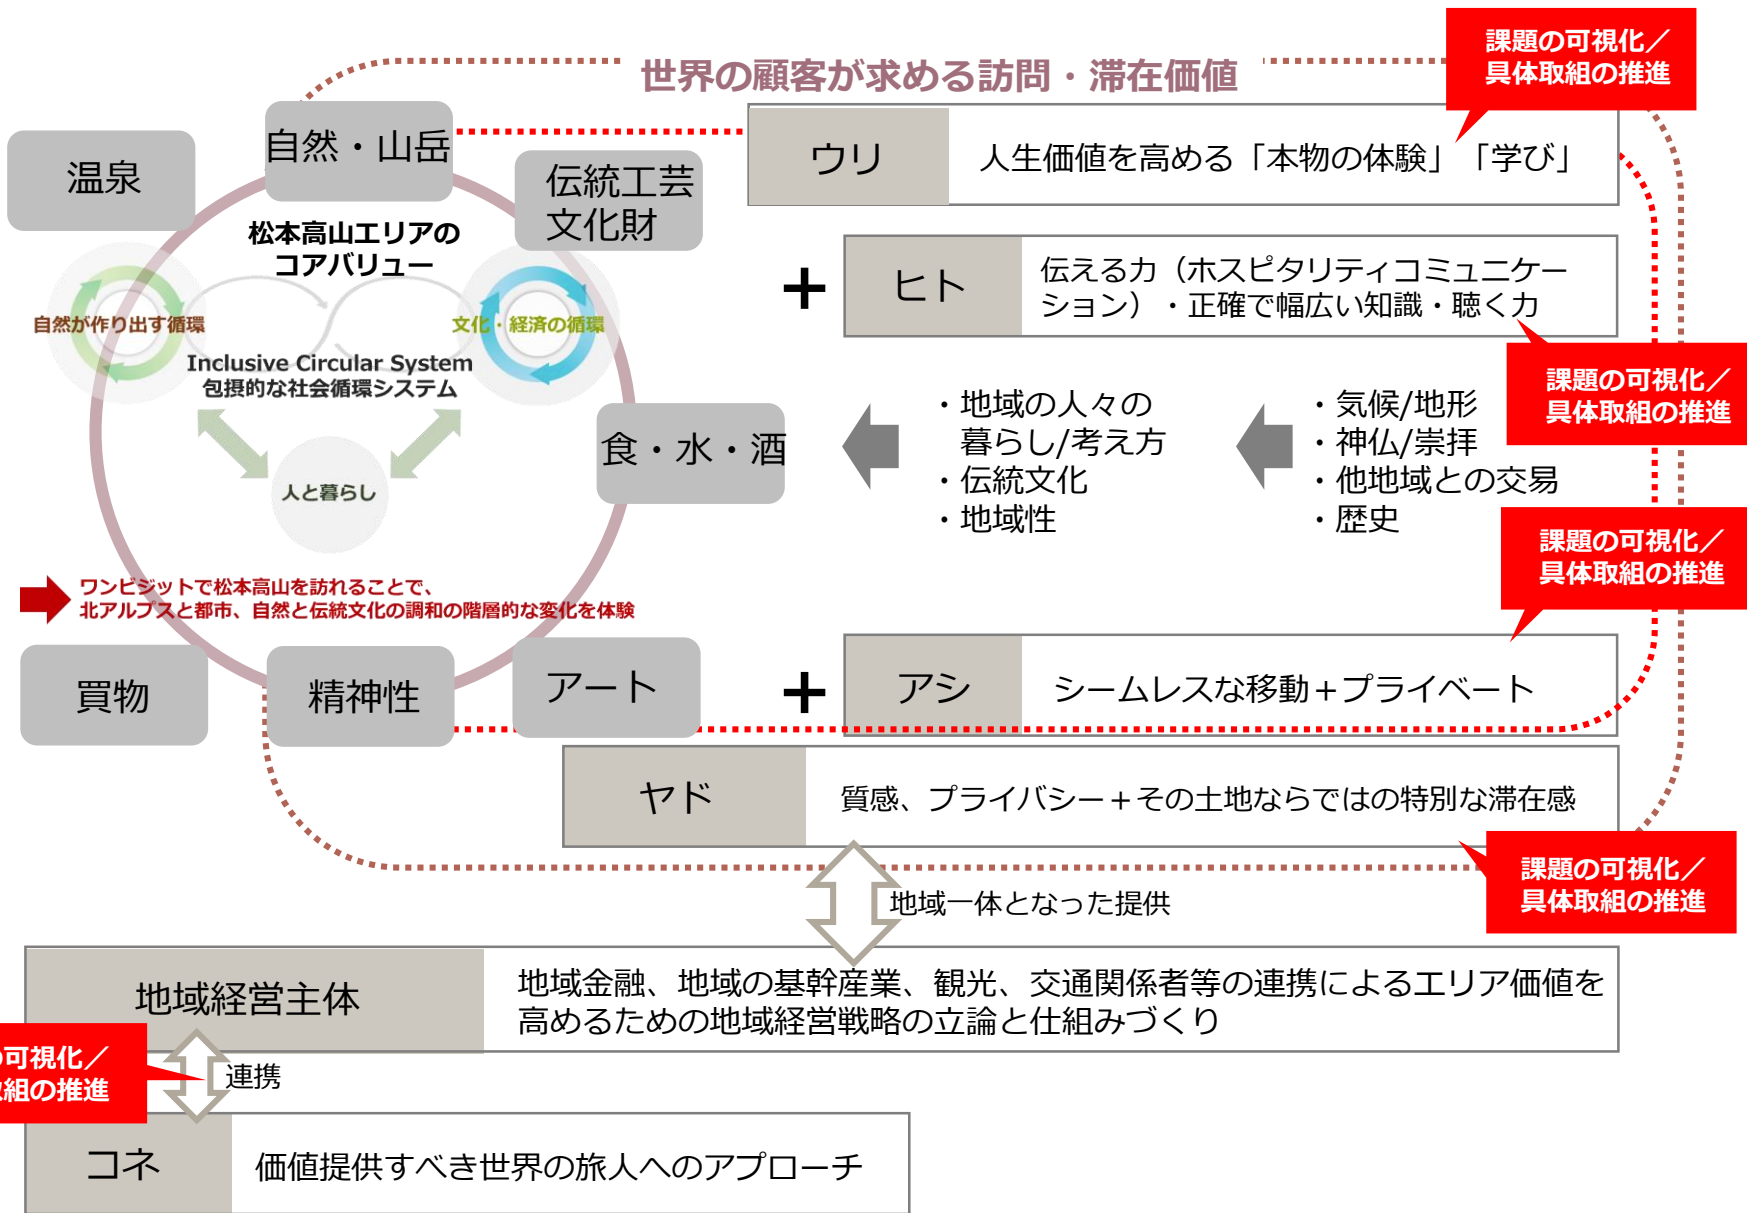 課題の可視化／
具体取組の推進
世界の顧客が求める訪問・滞在価値
温泉
自然・山岳
伝統工芸
文化財
ウリ
人生価値を高める「本物の体験」「学び」
松本高山エリアの
コアバリュー
自然が作り出す循環
文化・経済の循環
Inclusive Circular System
包摂的な社会循環システム
人と暮らし
+
ヒト
伝える力（ホスピタリティコミュニケー
ション）・正確で幅広い知識・聴く力
課題の可視化／
具体取組の推進
食・水・酒
・地域の人々の
暮らし/考え方
・伝統文化
・地域性
・気候/地形
・神仏/崇拝
・他地域との交易
・歴史
課題の可視化／
具体取組の推進
ワンビジットで松本高山を訪れることで、
北アルプスと都市、自然と伝統文化の調和の階層的な変化を体験
買物
精神性
アート
+
アシ
シームレスな移動＋プライベート
ヤド
質感、プライバシー＋その土地ならではの特別な滞在感
課題の可視化／
具体取組の推進
地域一体となった提供
地域経営主体
地域金融、地域の基幹産業、観光、交通関係者等の連携によるエリア価値を
高めるための地域経営戦略の立論と仕組みづくり
の可視化／
組の推進
連携
コネ
価値提供すべき世界の旅人へのアプローチ